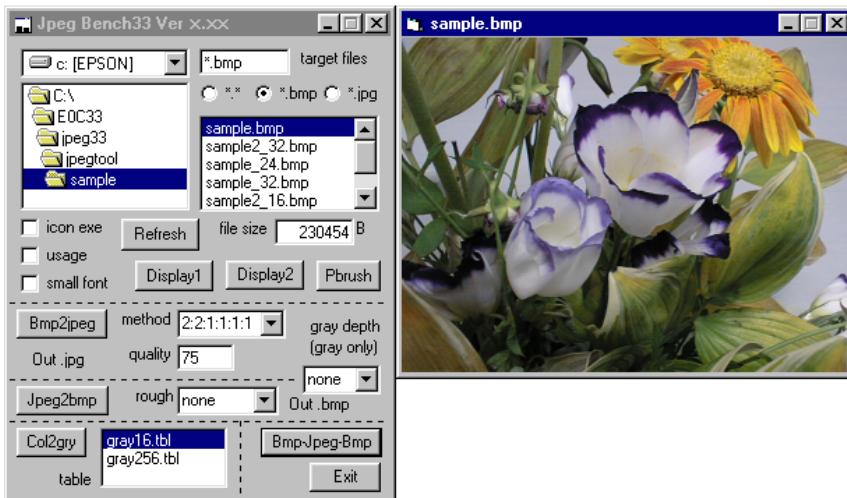 Jpeg Bench33 Ver x.xx
c: [EPSON]
*.bmp
target files
*.*
*.bmp
*.jpg
C:\
E0C33
jpeg33
jpegtool
sample
sample.bmp
sample2_32.bmp
sample_24.bmp
sample_32.bmp
sample2_16.bmp
icon exe
usage
small font
Refresh
file size
230454
B
Display1
Display2
Pbrush
Bmp2jpeg
method
2:2:1:1:1:1
gray depth
(gray only)
Out .jpg
quality
75
none
Jpeg2bmp
rough
none
Out .bmp
Col2gry
gray16.tbl
gray256.tbl
table
Bmp-Jpeg-Bmp
Exit
sample.bmp